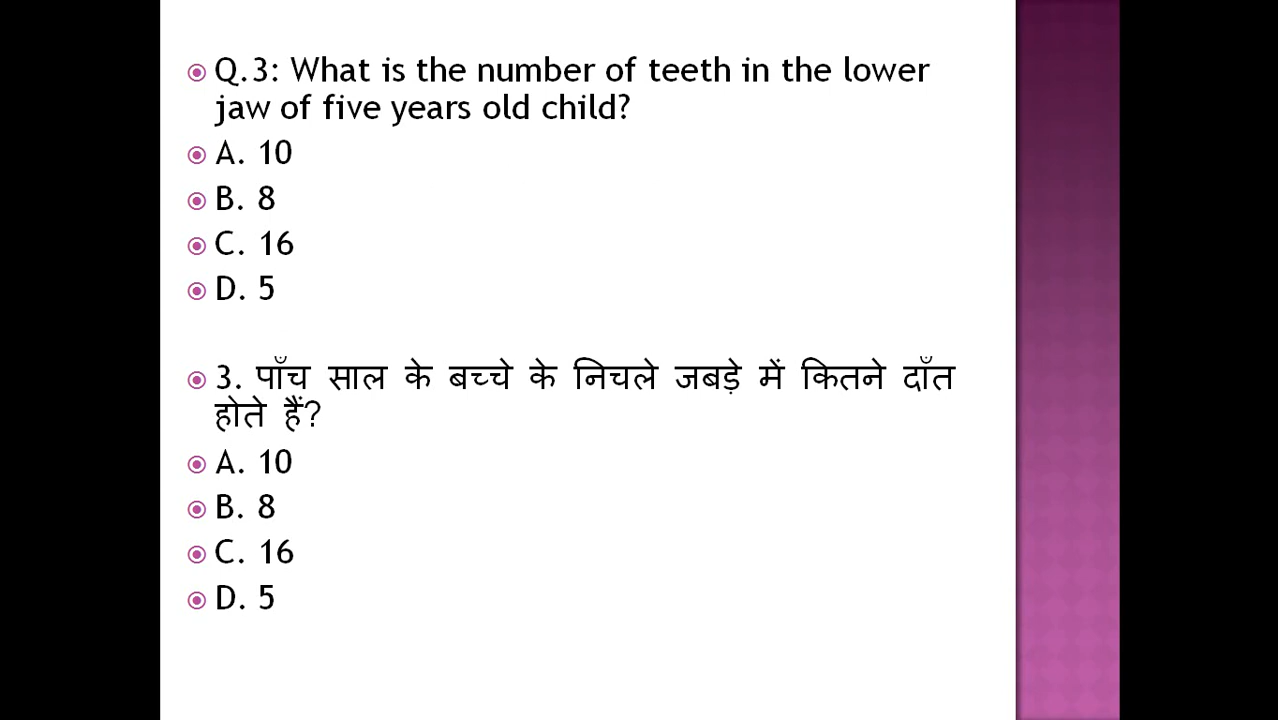 Q.3: What is the number of teeth in the lower
jaw of five years old child?
A. 10
B. 8
C. 16
D. 5
3. पाँच साल के बच्चे के निचले जबड़े में कितने दाँत
होते हैं?
A. 10
B. 8
C. 16
D. 5